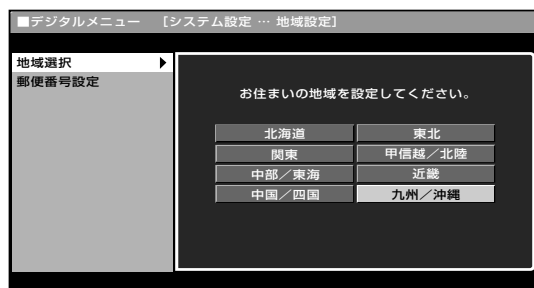 ■デジタルメニュー [システム設定 … 地域設定]
地域選択
郵便番号設定
お住まいの地域を設定してください。
北海道 東北
関東 甲信越／北陸
中部／東海 近畿
中国／四国 九州／沖縄